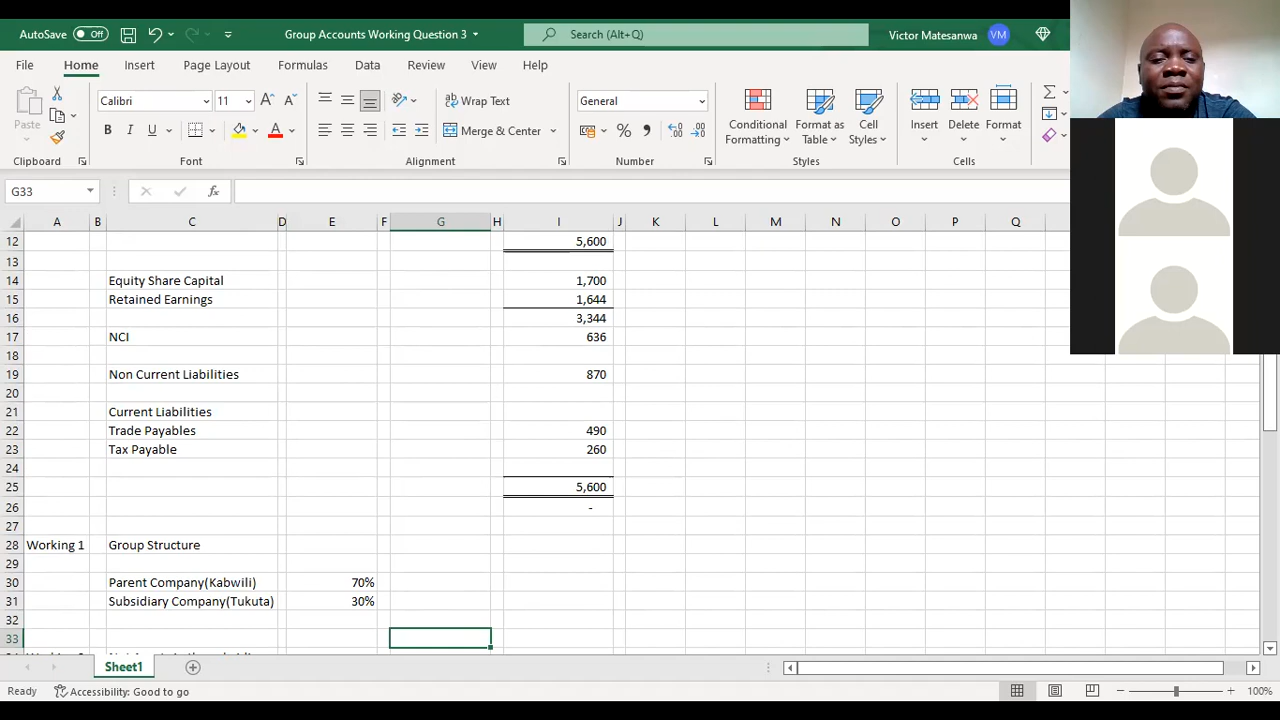 AutoSave Off Group Accounts Working Question 3 Search (Alt+Q) Victor Matesanwa VM
File Home Insert Page Layout Formulas Data Review View Help
Paste Calibri 11 A A Wrap Text General Conditional Formatting Format as Table Cell Styles Insert Delete Format
B I U A Merge & Center % 
Clipboard Font Alignment Number Styles Cells
G33 fx
A B C D E F G H I J K L M N O P Q
12 5,600
13
14 Equity Share Capital 1,700
15 Retained Earnings 1,644
16 3,344
17 NCI 636
18
19 Non Current Liabilities 870
20
21 Current Liabilities
22 Trade Payables 490
23 Tax Payable 260
24
25 5,600
26 -
27
28 Working 1 Group Structure
29
30 Parent Company(Kabwili) 70%
31 Subsidiary Company(Tukuta) 30%
32
33
Sheet1
Ready Accessibility: Good to go 100%